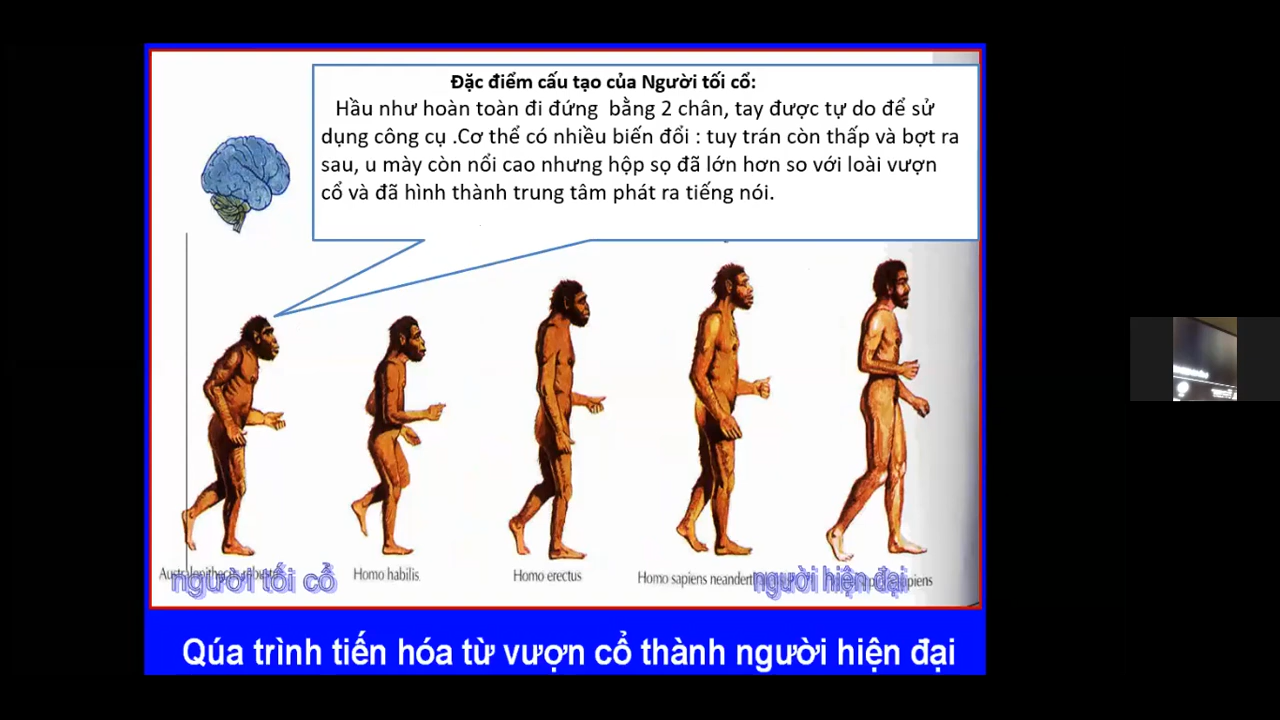 Đặc điểm cấu tạo của Người tối cổ:
Hầu như hoàn toàn đi đứng bằng 2 chân, tay được tự do để sử
dụng công cụ .Cơ thể có nhiều biến đổi : tuy trán còn thấp và bợt ra
sau, u mày còn nổi cao nhưng hộp sọ đã lớn hơn so với loài vượn
cổ và đã hình thành trung tâm phát ra tiếng nói.
người tối cổ
Homo habilis
Homo erectus
Homo sapiens
người hiện đại
Qúa trình tiến hóa từ vượn cổ thành người hiện đại